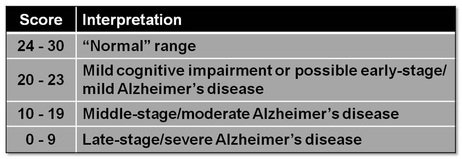 Score Interpretation
24 - 30 “Normal” range
20 - 23 Mild cognitive impairment or possible early-stage/
mild Alzheimer’s disease
10 - 19 Middle-stage/moderate Alzheimer’s disease
0 - 9 Late-stage/severe Alzheimer’s disease